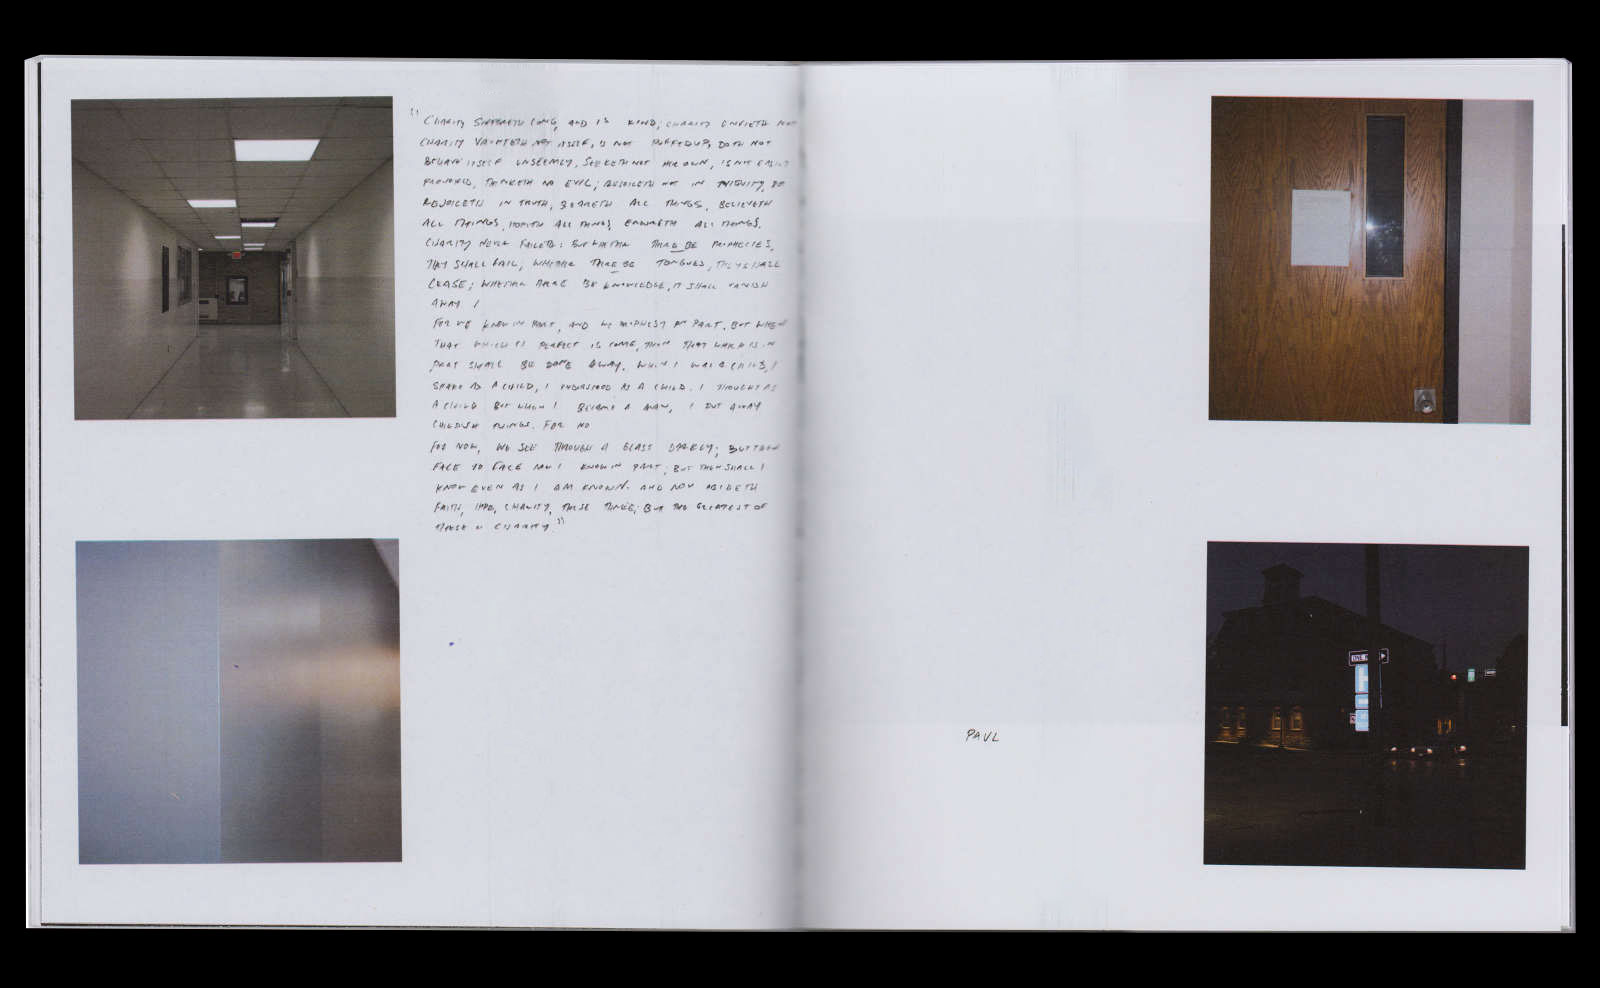 "CHARITY SUFFERETH LONG, AND IS KIND; CHARITY ENVIETH NOT
CHARITY VAUNTETH NOT ITSELF, IS NOT PUFFED UP, DOTH NOT
BEHAVE ITSELF UNSEEMLY, SEEKETH NOT HER OWN, IS NOT EASILY
PROVOKED, THINKETH NO EVIL; REJOICETH NOT IN INIQUITY, BU
REJOICETH IN TRUTH, BEARETH ALL THINGS, BELIEVETH
ALL THINGS, HOPETH ALL THINGS, ENDURETH ALL THINGS.
CHARITY NEVER FAILETH: BUT WHETHER THERE BE PROPHECIES,
THEY SHALL FAIL; WHETHER THERE BE TONGUES, THEY SHALL
CEASE; WHETHER THERE BE KNOWLEDGE, IT SHALL VANISH
AWAY!
FOR WE KNOW IN PART, AND WE PROPHESY IN PART. BUT WHEN
THAT WHICH IS PERFECT IS COME, THEN THAT WHICH IS IN
PART SHALL BE DONE AWAY. WHEN I WAS A CHILD, I
SPAKE AS A CHILD, I UNDERSTOOD AS A CHILD. I THOUGHT AS
A CHILD BUT WHEN I BECAME A MAN, I PUT AWAY
CHILDISH THINGS. FOR NO
FOR NOW, WE SEE THROUGH A GLASS DARKLY; BUT THEN
FACE TO FACE NOW I KNOW IN PART; BUT THEN SHALL I
KNOW EVEN AS I AM KNOWN. AND NOW ABIDETH
FAITH, HOPE, CHARITY, THESE THREE; BUT THE GREATEST OF
THESE IS CHARITY."
PAUL
ONE